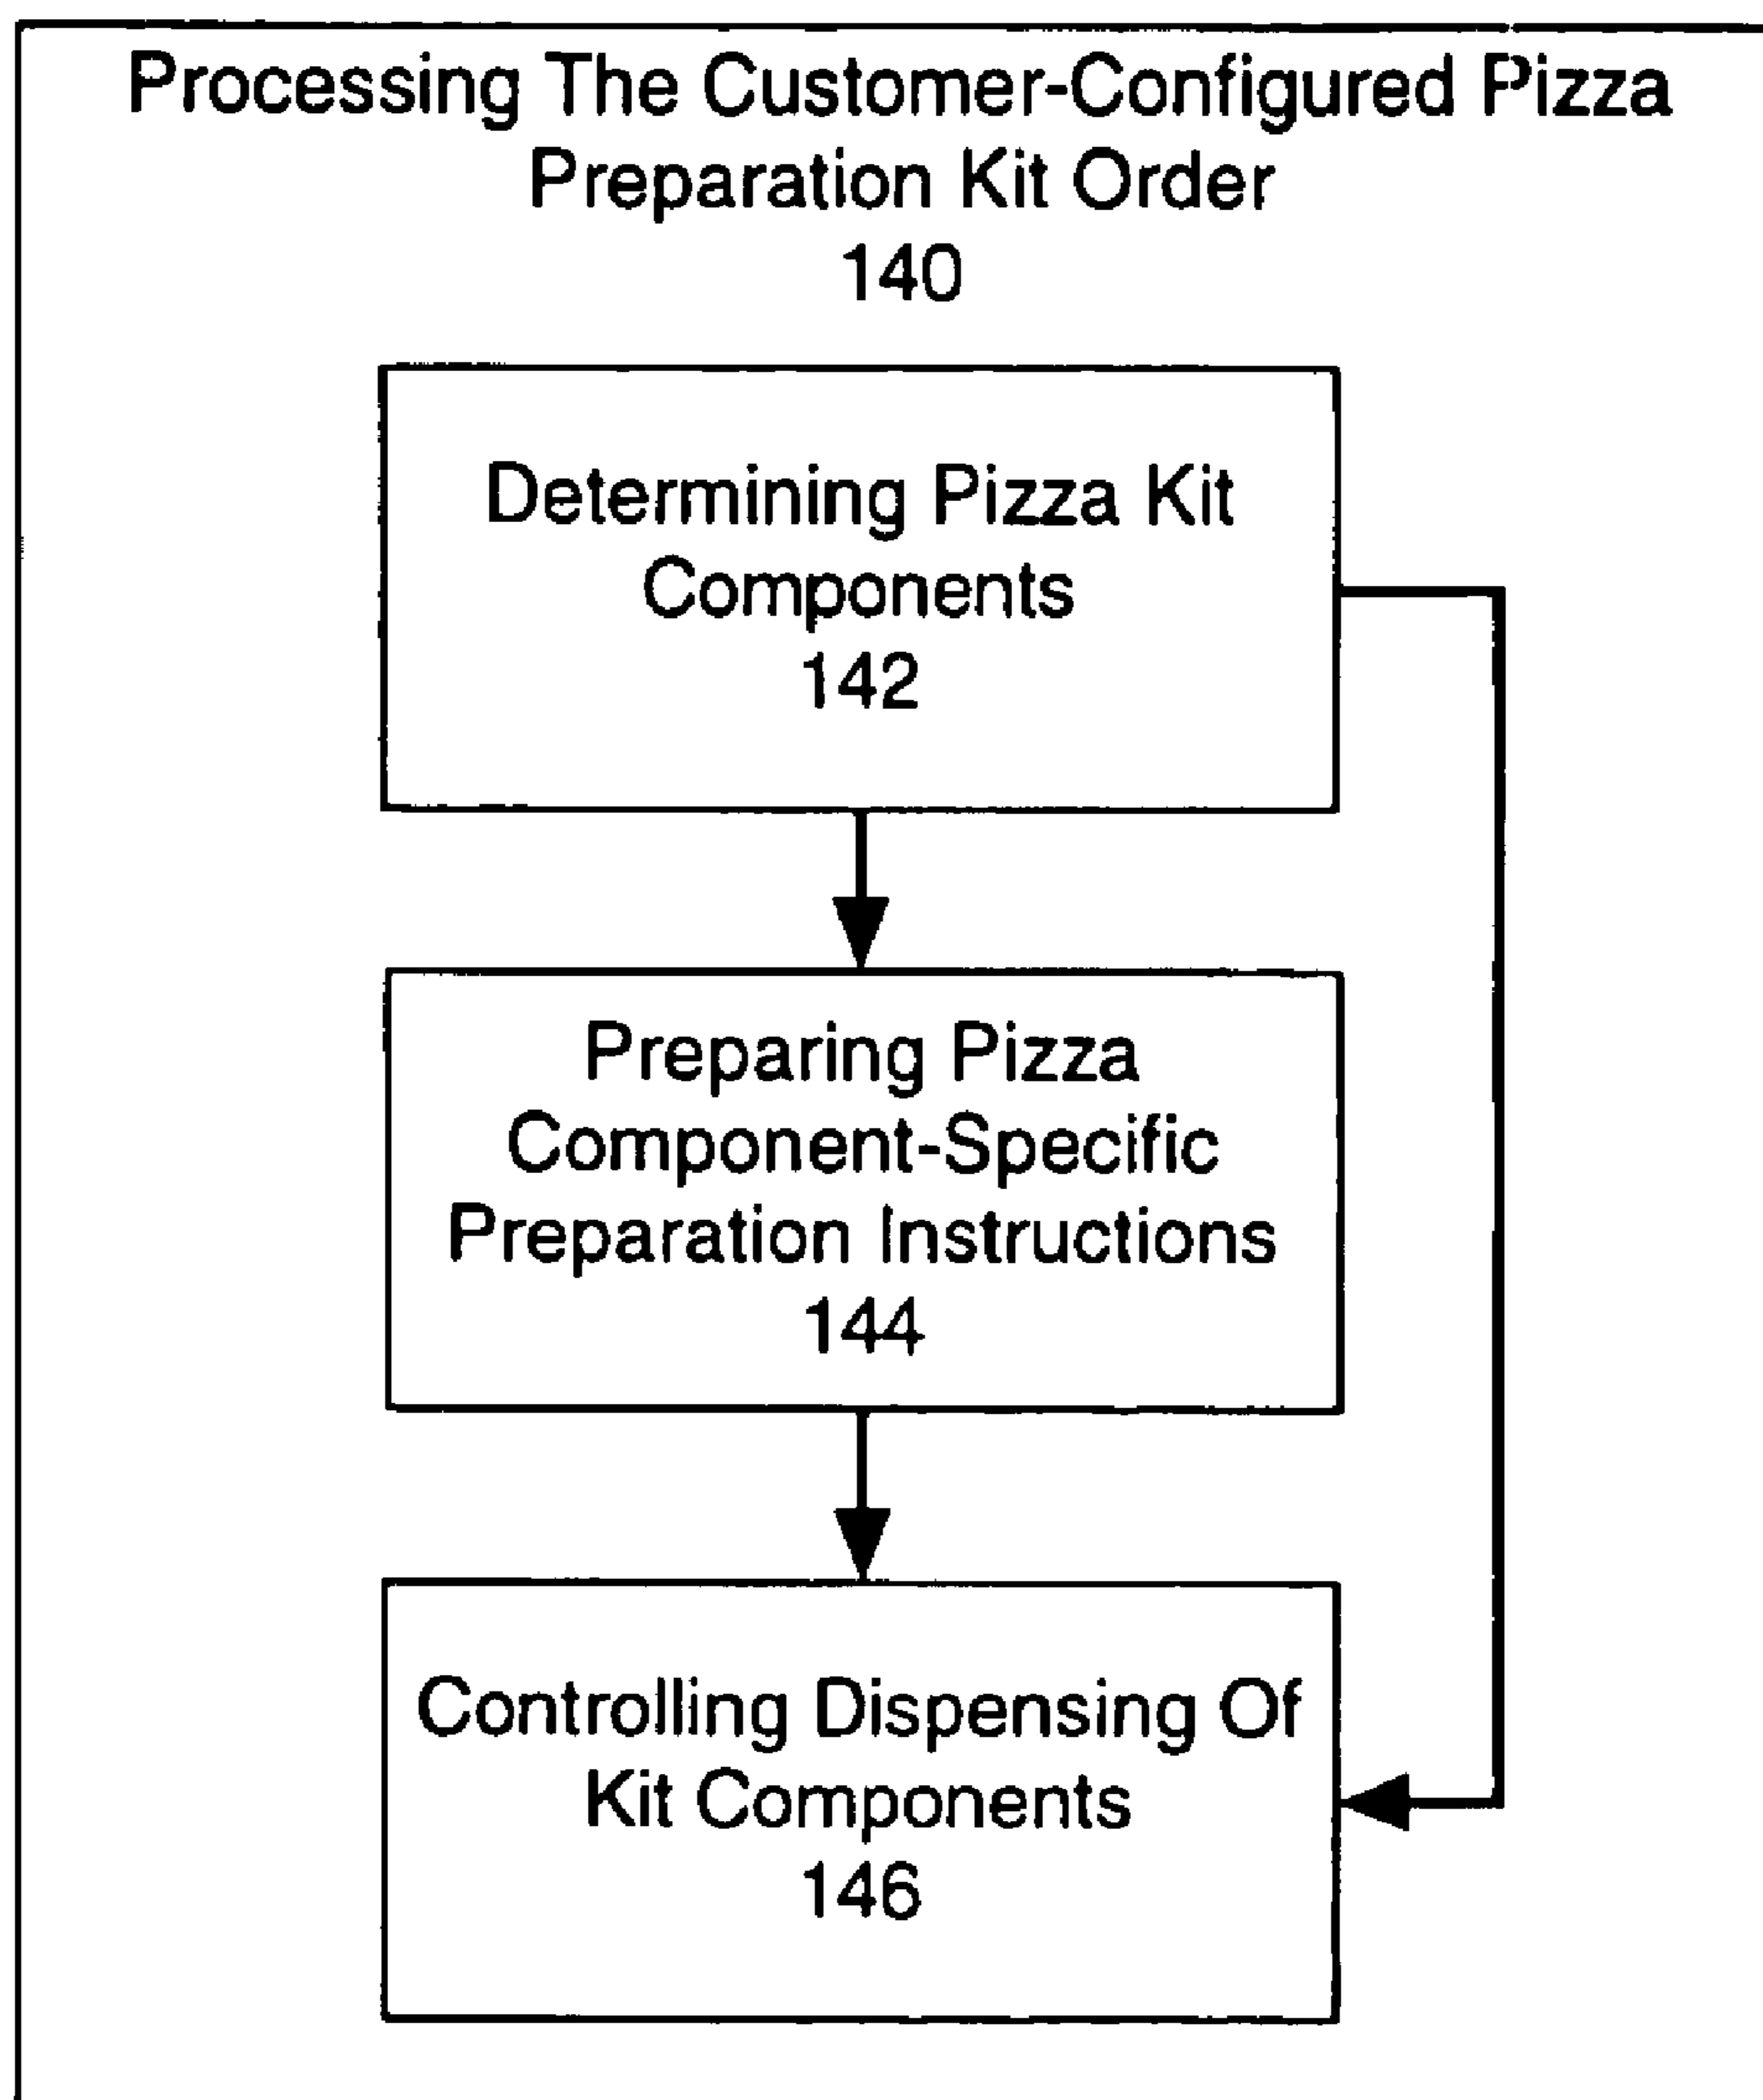 Processing The Customer-Configured Pizza
Preparation Kit Order
140
Determining Pizza Kit
Components
142
Preparing Pizza
Component-Specific
Preparation Instructions
144
Controlling Dispensing Of
Kit Components
146